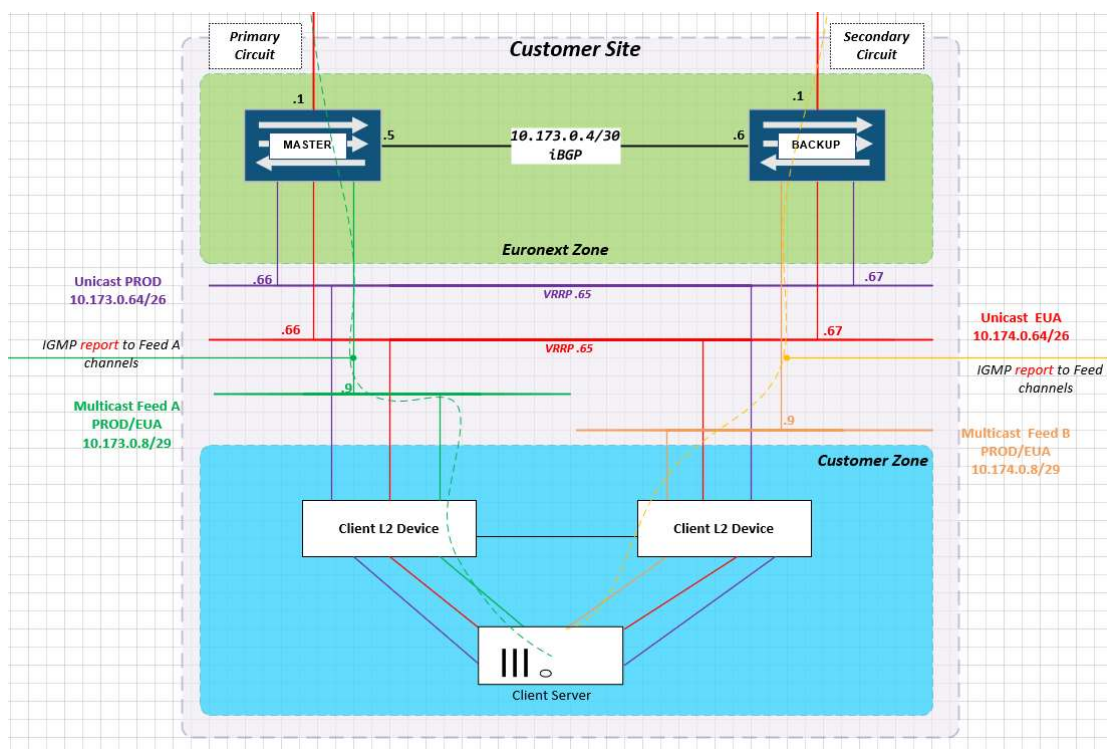 Primary
Circuit
Customer Site
Secondary
Circuit
.1
.1
MASTER
.5
10.173.0.4/30
iBGP
.6
BACKUP
Euronext Zone
Unicast PROD
10.173.0.64/26
.66
VRRP .65
.67
.66
VRRP .65
.67
Unicast EUA
10.174.0.64/26
IGMP report to Feed A
channels
IGMP report to Feed
channels
.9
Multicast Feed A
PROD/EUA
10.173.0.8/29
.9
Multicast Feed B
PROD/EUA
10.174.0.8/29
Customer Zone
Client L2 Device
Client L2 Device
Client Server